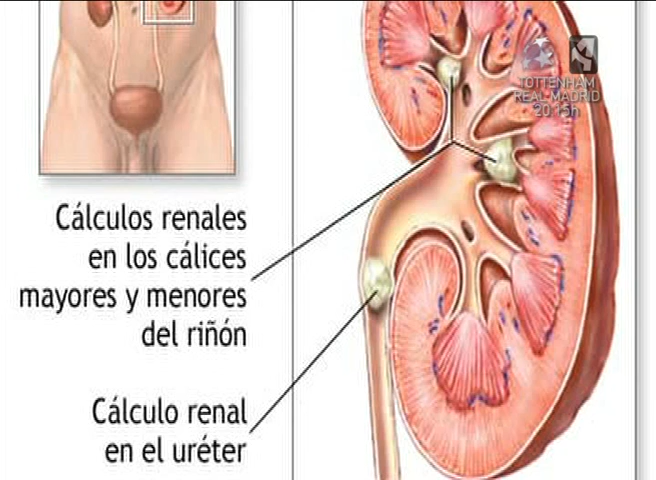 TOTTENHAM
REAL MADRID
20:15h
Cálculos renales
en los cálices
mayores y menores
del riñón
Cálculo renal
en el uréter